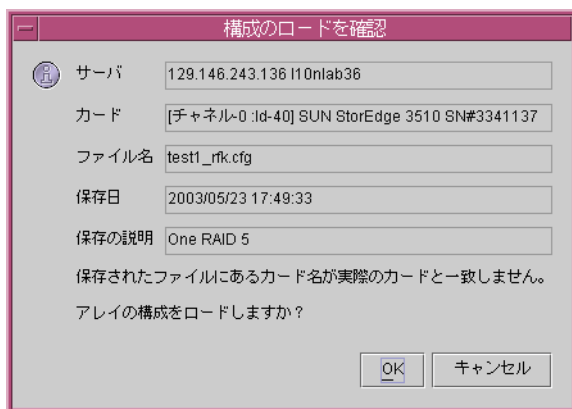 構成のロードを確認
サーバ 129.146.243.136 l10nlab36
カード [チャネル-0 :Id-40] SUN StorEdge 3510 SN#3341137
ファイル名 test1_rfk.cfg
保存日 2003/05/23 17:49:33
保存の説明 One RAID 5
保存されたファイルにあるカード名が実際のカードと一致しません。
アレイの構成をロードしますか？
OK キャンセル